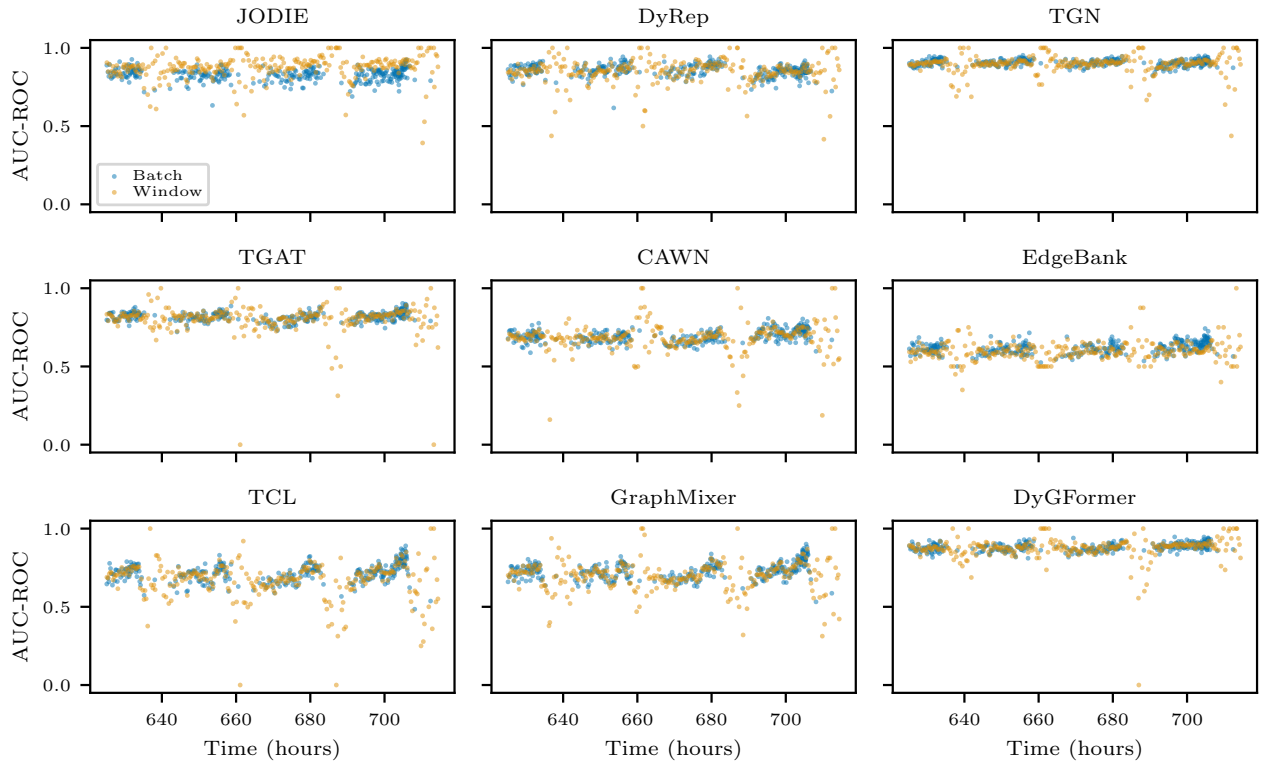 JODIE
DyRep
TGN
AUC-ROC
1.0
0.5
0.0
Batch
Window
TGAT
CAWN
EdgeBank
AUC-ROC
1.0
0.5
0.0
TCL
GraphMixer
DyGFormer
AUC-ROC
1.0
0.5
0.0
640 660 680 700
640 660 680 700
640 660 680 700
Time (hours)
Time (hours)
Time (hours)